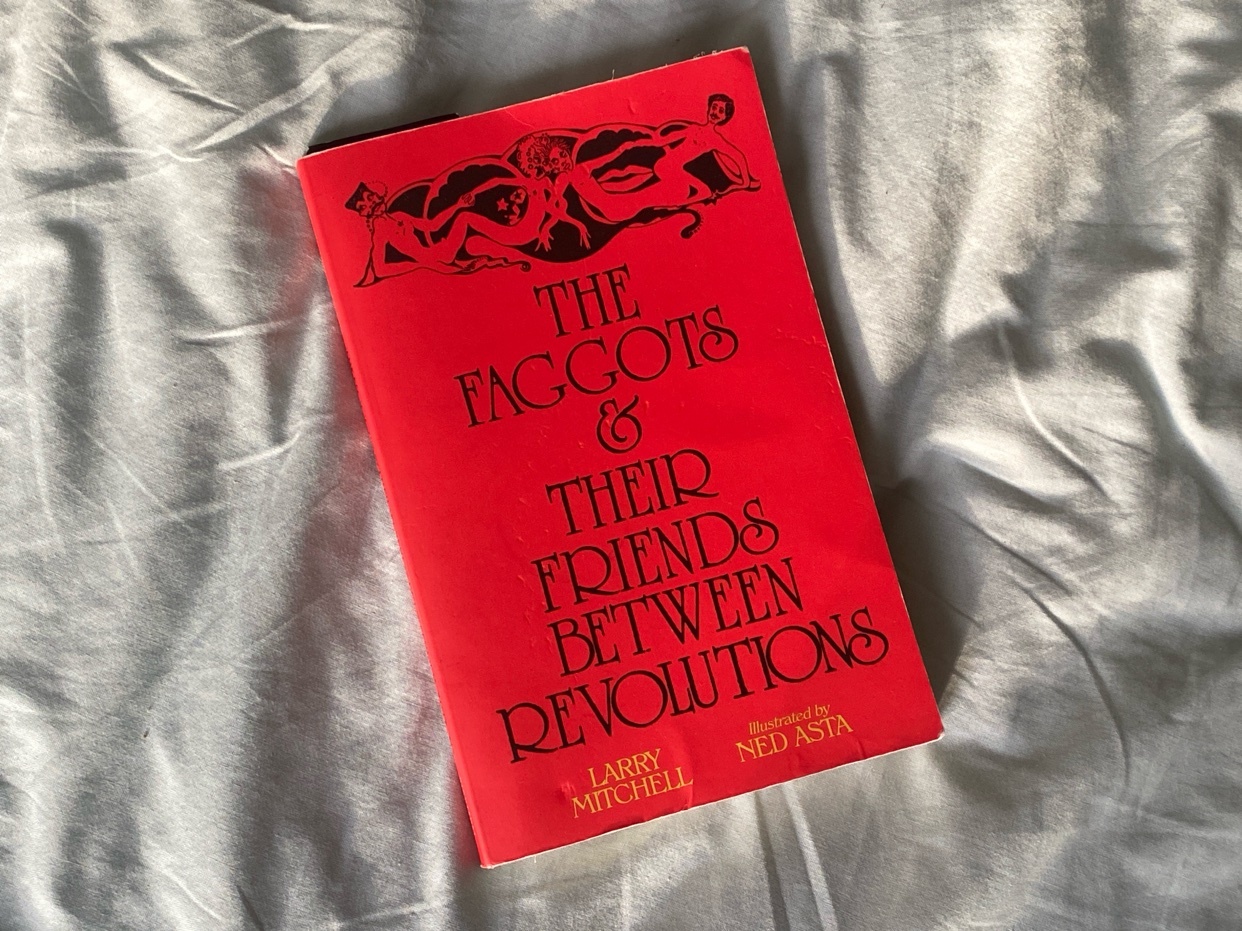 THE
FAGGOTS
&
THEIR
FRIENDS
BETWEEN
REVOLUTIONS
LARRY
MITCHELL
Illustrated by
NED ASTA